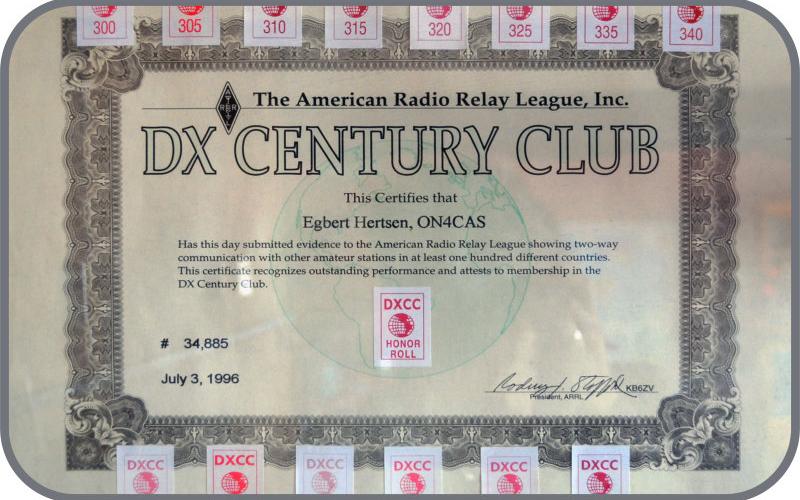 300 305 310 315 320 325 335 340
The American Radio Relay League, Inc.
DX CENTURY CLUB
This Certifies that
Egbert Hertsen, ON4CAS
Has this day submitted evidence to the American Radio Relay League showing two-way
communication with other amateur stations in at least one hundred different countries.
This certificate recognizes outstanding performance and attests to membership in the
DX Century Club.
DXCC
HONOR
ROLL
# 34,885
July 3, 1996
KB6ZV
President, ARRL
DXCC DXCC DXCC DXCC DXCC DXCC